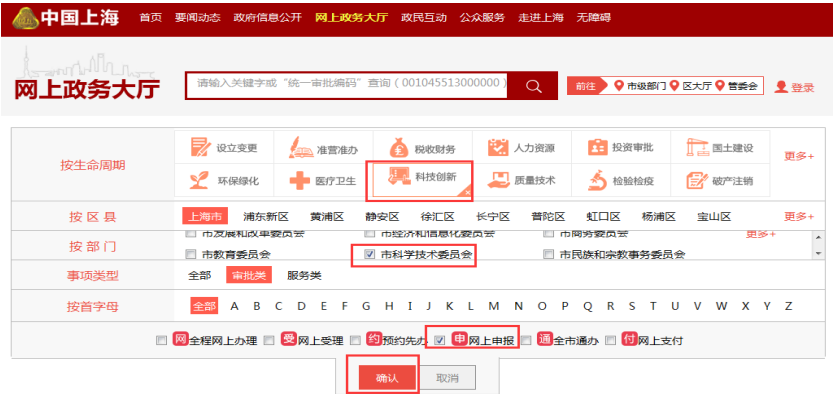 中国上海 首页 要闻动态 政府信息公开 网上政务大厅 政民互动 公众服务 走进上海 无障碍
网上政务大厅 请输入关键字或“统一审批编码”查询(001045513000000) 前往 市级部门 区大厅 管委会 登录
按生命周期 设立变更 准营准办 税收财务 人力资源 投资审批 国土建设 更多+
环保绿化 医疗卫生 科技创新 质量技术 检验检疫 破产注销
按区县 上海市 浦东新区 黄浦区 静安区 徐汇区 长宁区 普陀区 虹口区 杨浦区 宝山区 更多+
按部门 市发展和改革委员会 市经济和信息化委员会 市商务委员会 更多+
市教育委员会 市科学技术委员会 市民族和宗教事务委员会
事项类型 全部 审批类 服务类
按首字母 全部 A B C D E F G H I J K L M N O P Q R S T U V W X Y Z
网 全程网上办理 受 网上受理 约 预约先办 申 网上申报 通 全市通办 付 网上支付
确认 取消